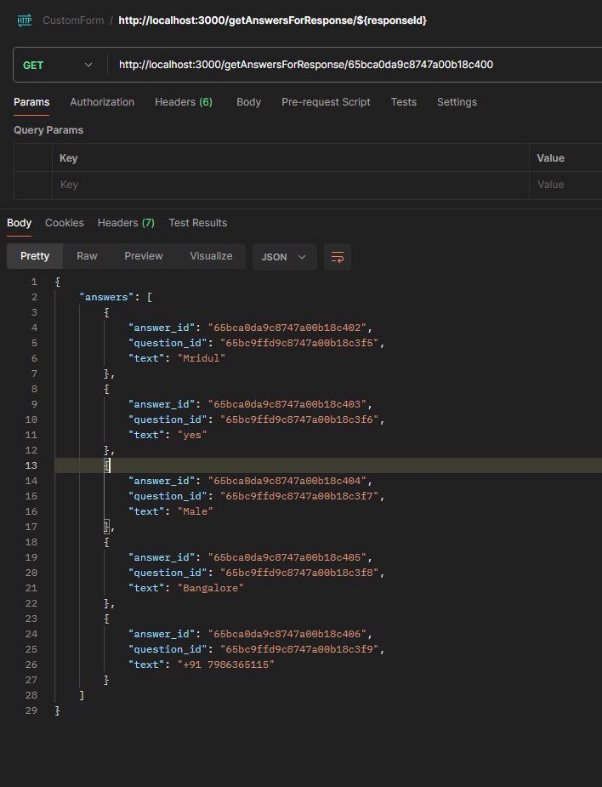 HTTP CustomForm / http://localhost:3000/getAnswersForResponse/${responseId}
GET http://localhost:3000/getAnswersForResponse/65bca0da9c8747a00b18c400
Params Authorization Headers (6) Body Pre-request Script Tests Settings
Query Params
Key Value
Key Value
Body Cookies Headers (7) Test Results
Pretty Raw Preview Visualize JSON
1 {
2 "answers": [
3 {
4 "answer_id": "65bca0da9c8747a00b18c402",
5 "question_id": "65bc9ffd9c8747a00b18c3f5",
6 "text": "Mridul"
7 },
8 {
9 "answer_id": "65bca0da9c8747a00b18c403",
10 "question_id": "65bc9ffd9c8747a00b18c3f6",
11 "text": "yes"
12 },
13 {
14 "answer_id": "65bca0da9c8747a00b18c404",
15 "question_id": "65bc9ffd9c8747a00b18c3f7",
16 "text": "Male"
17 },
18 {
19 "answer_id": "65bca0da9c8747a00b18c405",
20 "question_id": "65bc9ffd9c8747a00b18c3f8",
21 "text": "Bangalore"
22 },
23 {
24 "answer_id": "65bca0da9c8747a00b18c406",
25 "question_id": "65bc9ffd9c8747a00b18c3f9",
26 "text": "+91 7986365115"
27 }
28 ]
29 }